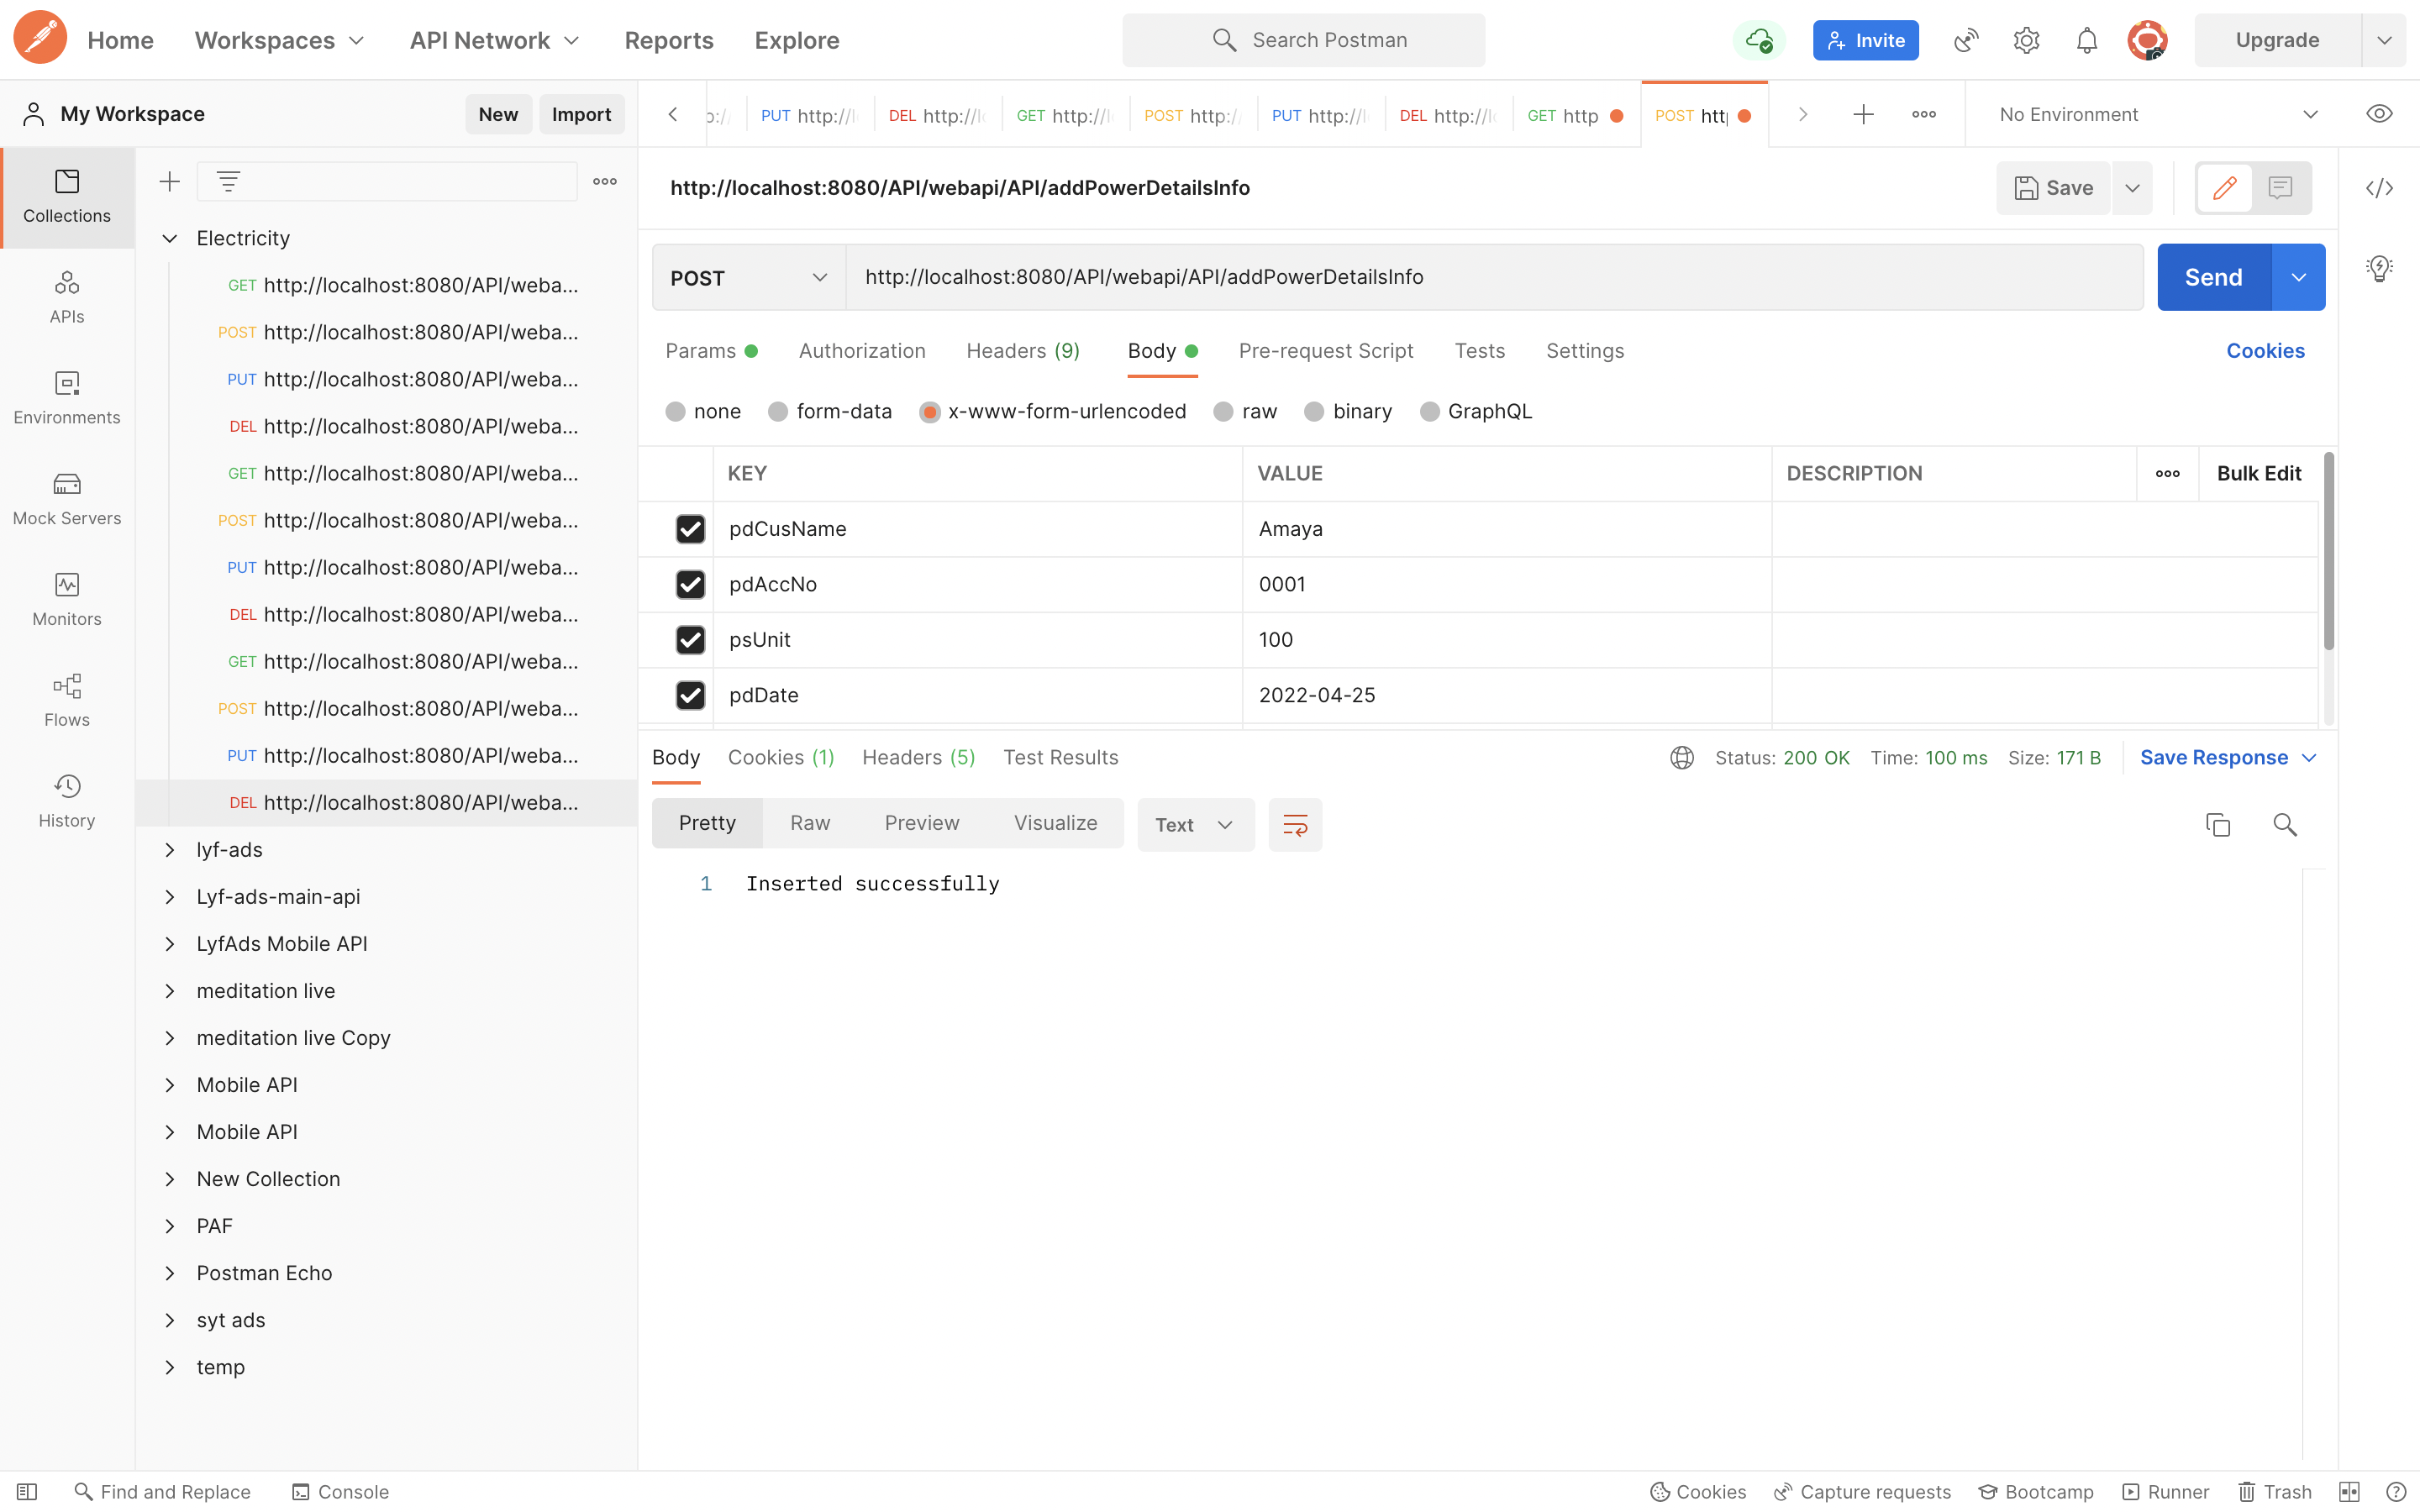 Home Workspaces API Network Reports Explore Search Postman Invite Upgrade
My Workspace New Import PUT http://l DEL http://l GET http://l POST http:/ PUT http://l DEL http://l GET http POST htt No Environment
Collections
APIs
Environments
Mock Servers
Monitors
Flows
History
Electricity
GET http://localhost:8080/API/weba...
POST http://localhost:8080/API/weba...
PUT http://localhost:8080/API/weba...
DEL http://localhost:8080/API/weba...
GET http://localhost:8080/API/weba...
POST http://localhost:8080/API/weba...
PUT http://localhost:8080/API/weba...
DEL http://localhost:8080/API/weba...
GET http://localhost:8080/API/weba...
POST http://localhost:8080/API/weba...
PUT http://localhost:8080/API/weba...
DEL http://localhost:8080/API/weba...
lyf-ads
Lyf-ads-main-api
LyfAds Mobile API
meditation live
meditation live Copy
Mobile API
Mobile API
New Collection
PAF
Postman Echo
syt ads
temp
http://localhost:8080/API/webapi/API/addPowerDetailsInfo Save
POST http://localhost:8080/API/webapi/API/addPowerDetailsInfo Send
Params Authorization Headers (9) Body Pre-request Script Tests Settings Cookies
none form-data x-www-form-urlencoded raw binary GraphQL
KEY VALUE DESCRIPTION Bulk Edit
pdCusName Amaya
pdAccNo 0001
psUnit 100
pdDate 2022-04-25
Body Cookies (1) Headers (5) Test Results Status: 200 OK Time: 100 ms Size: 171 B Save Response
Pretty Raw Preview Visualize Text
1 Inserted successfully
Find and Replace Console Cookies Capture requests Bootcamp Runner Trash